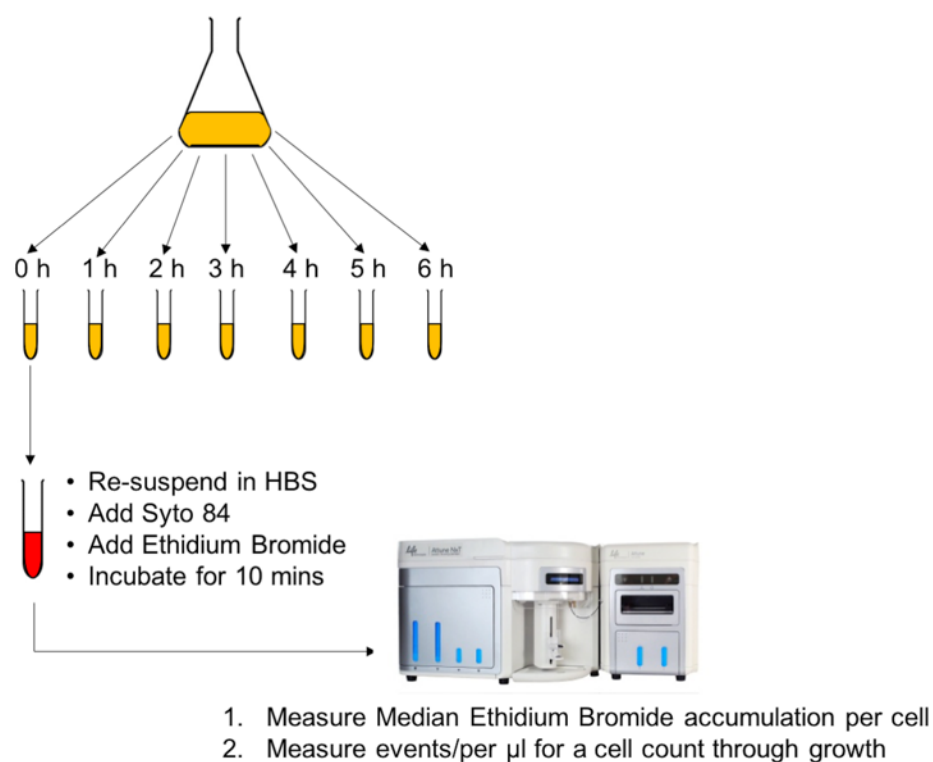 0 h 1 h 2 h 3 h 4 h 5 h 6 h
• Re-suspend in HBS
• Add Syto 84
• Add Ethidium Bromide
• Incubate for 10 mins
Attune NxT
1. Measure Median Ethidium Bromide accumulation per cell
2. Measure events/per µl for a cell count through growth